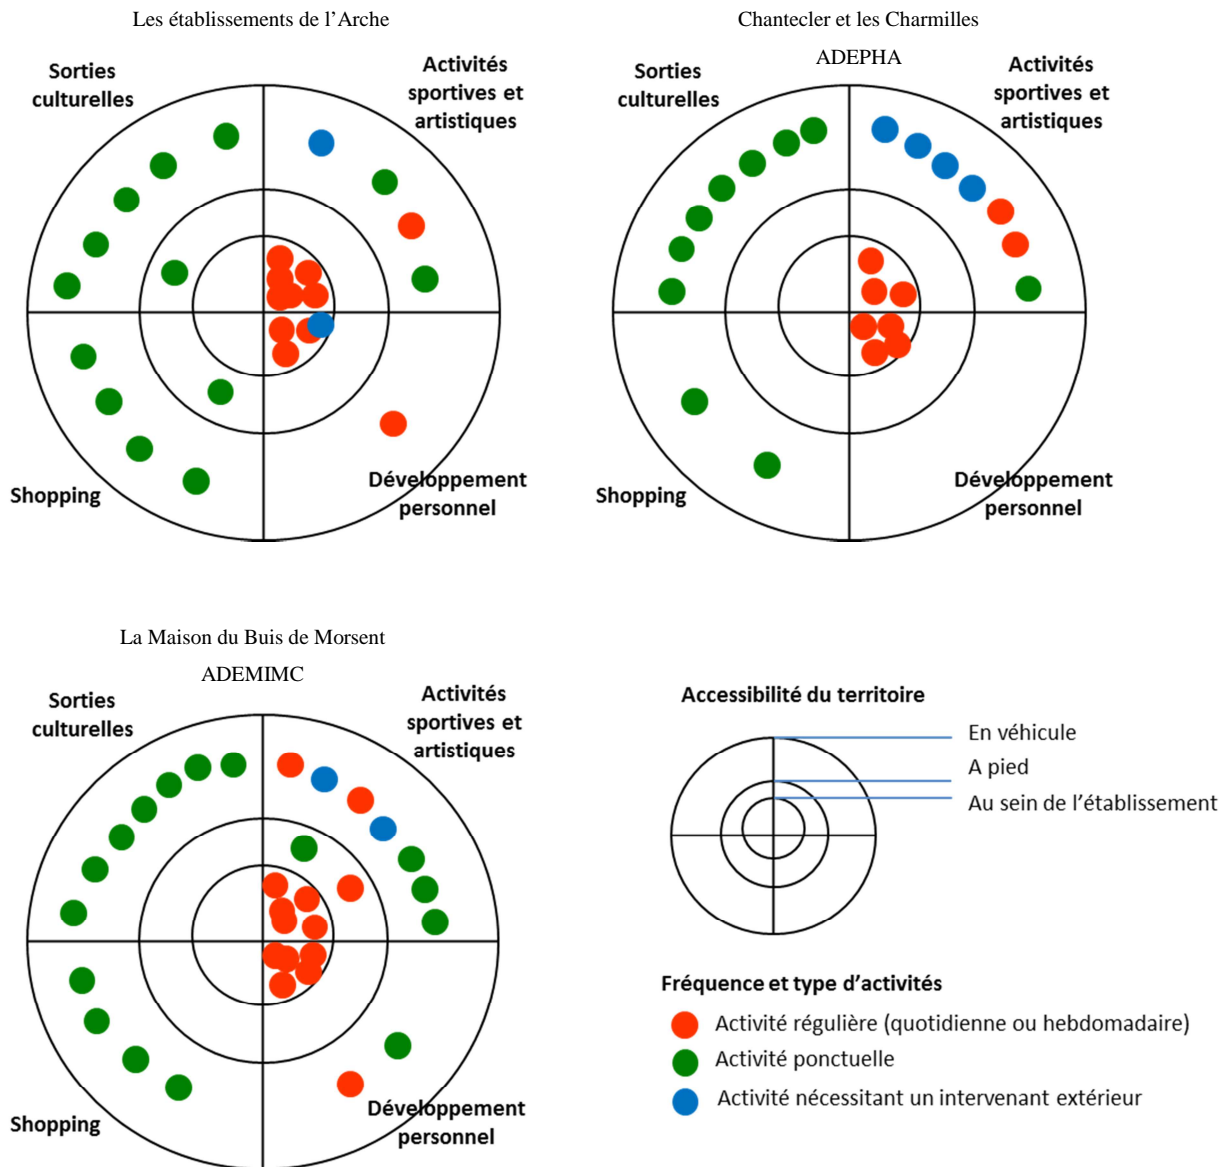 Les établissements de l’Arche
Sorties
culturelles
Activités
sportives et
artistiques
Shopping
Développement
personnel
Chantecler et les Charmilles
ADEPHA
Sorties
culturelles
Activités
sportives et
artistiques
Shopping
Développement
personnel
La Maison du Buis de Morsent
ADEMIMC
Sorties
culturelles
Activités
sportives et
artistiques
Shopping
Développement
personnel
Accessibilité du territoire
En véhicule
A pied
Au sein de l’établissement
Fréquence et type d’activités
Activité régulière (quotidienne ou hebdomadaire)
Activité ponctuelle
Activité nécessitant un intervenant extérieur